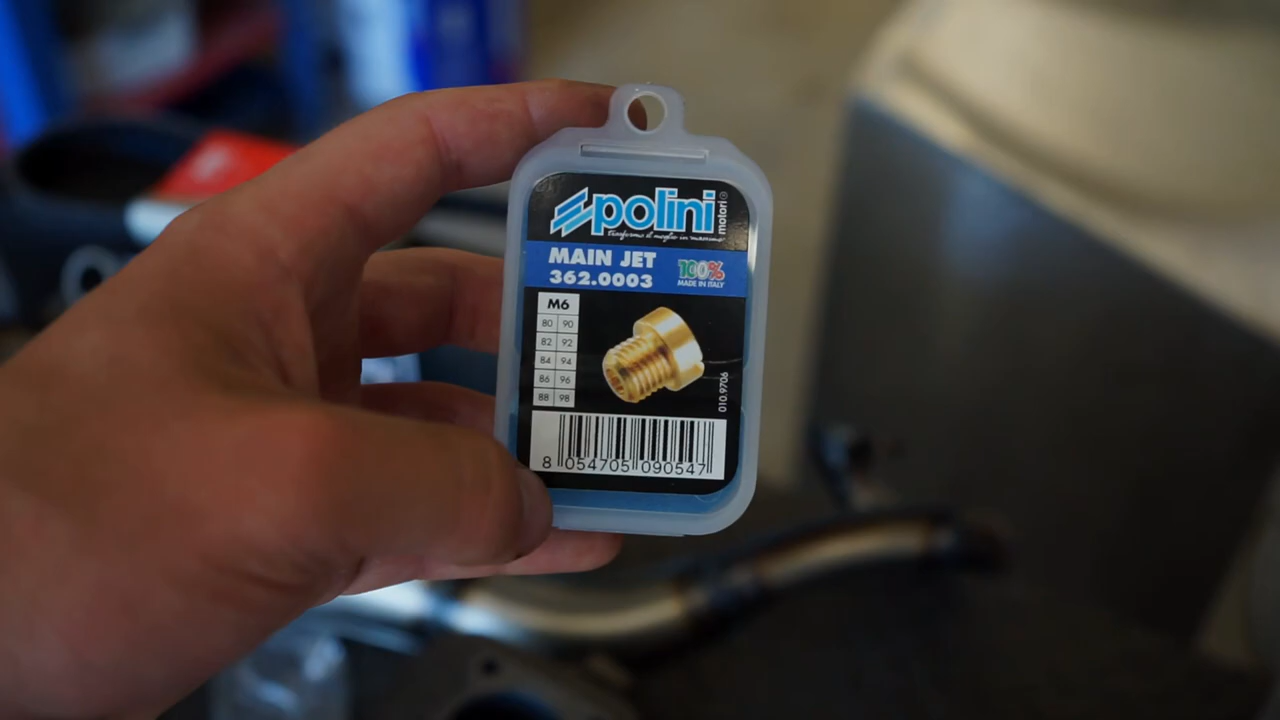 polini
motori
Trasforma il meglio in "massimo"
MAIN JET
362.0003
100%
MADE IN ITALY
M6
80 90
82 92
84 94
86 96
88 98
010.9706
8 054705 090547